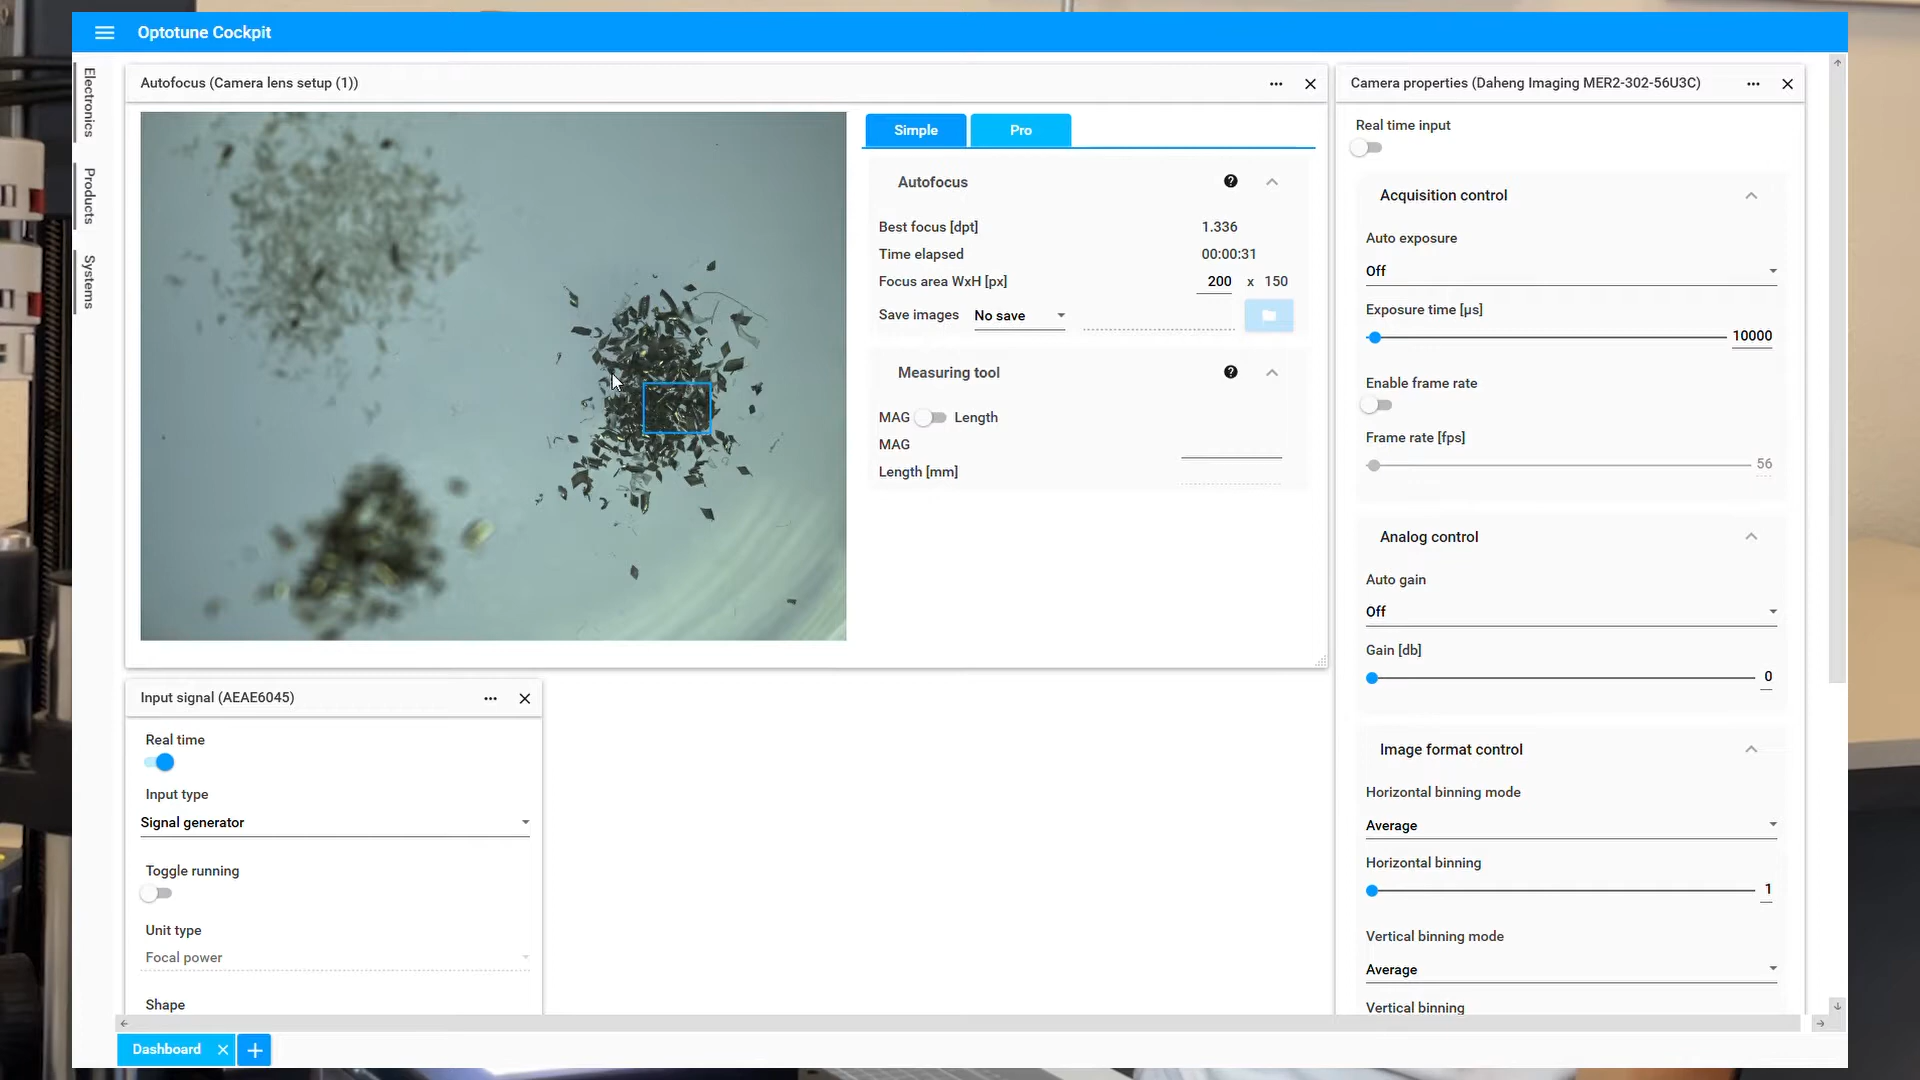 Optotune Cockpit
Electronics
Products
Systems
Autofocus (Camera lens setup (1))
Simple
Pro
Autofocus
Best focus [dpt] 1.336
Time elapsed 00:00:31
Focus area WxH [px] 200 x 150
Save images No save
Measuring tool
MAG Length
MAG
Length [mm]
Input signal (AEAE6045)
Real time
Input type
Signal generator
Toggle running
Unit type
Focal power
Shape
Camera properties (Daheng Imaging MER2-302-56U3C)
Real time input
Acquisition control
Auto exposure
Off
Exposure time [µs]
10000
Enable frame rate
Frame rate [fps]
56
Analog control
Auto gain
Off
Gain [db]
0
Image format control
Horizontal binning mode
Average
Horizontal binning
1
Vertical binning mode
Average
Vertical binning
Dashboard